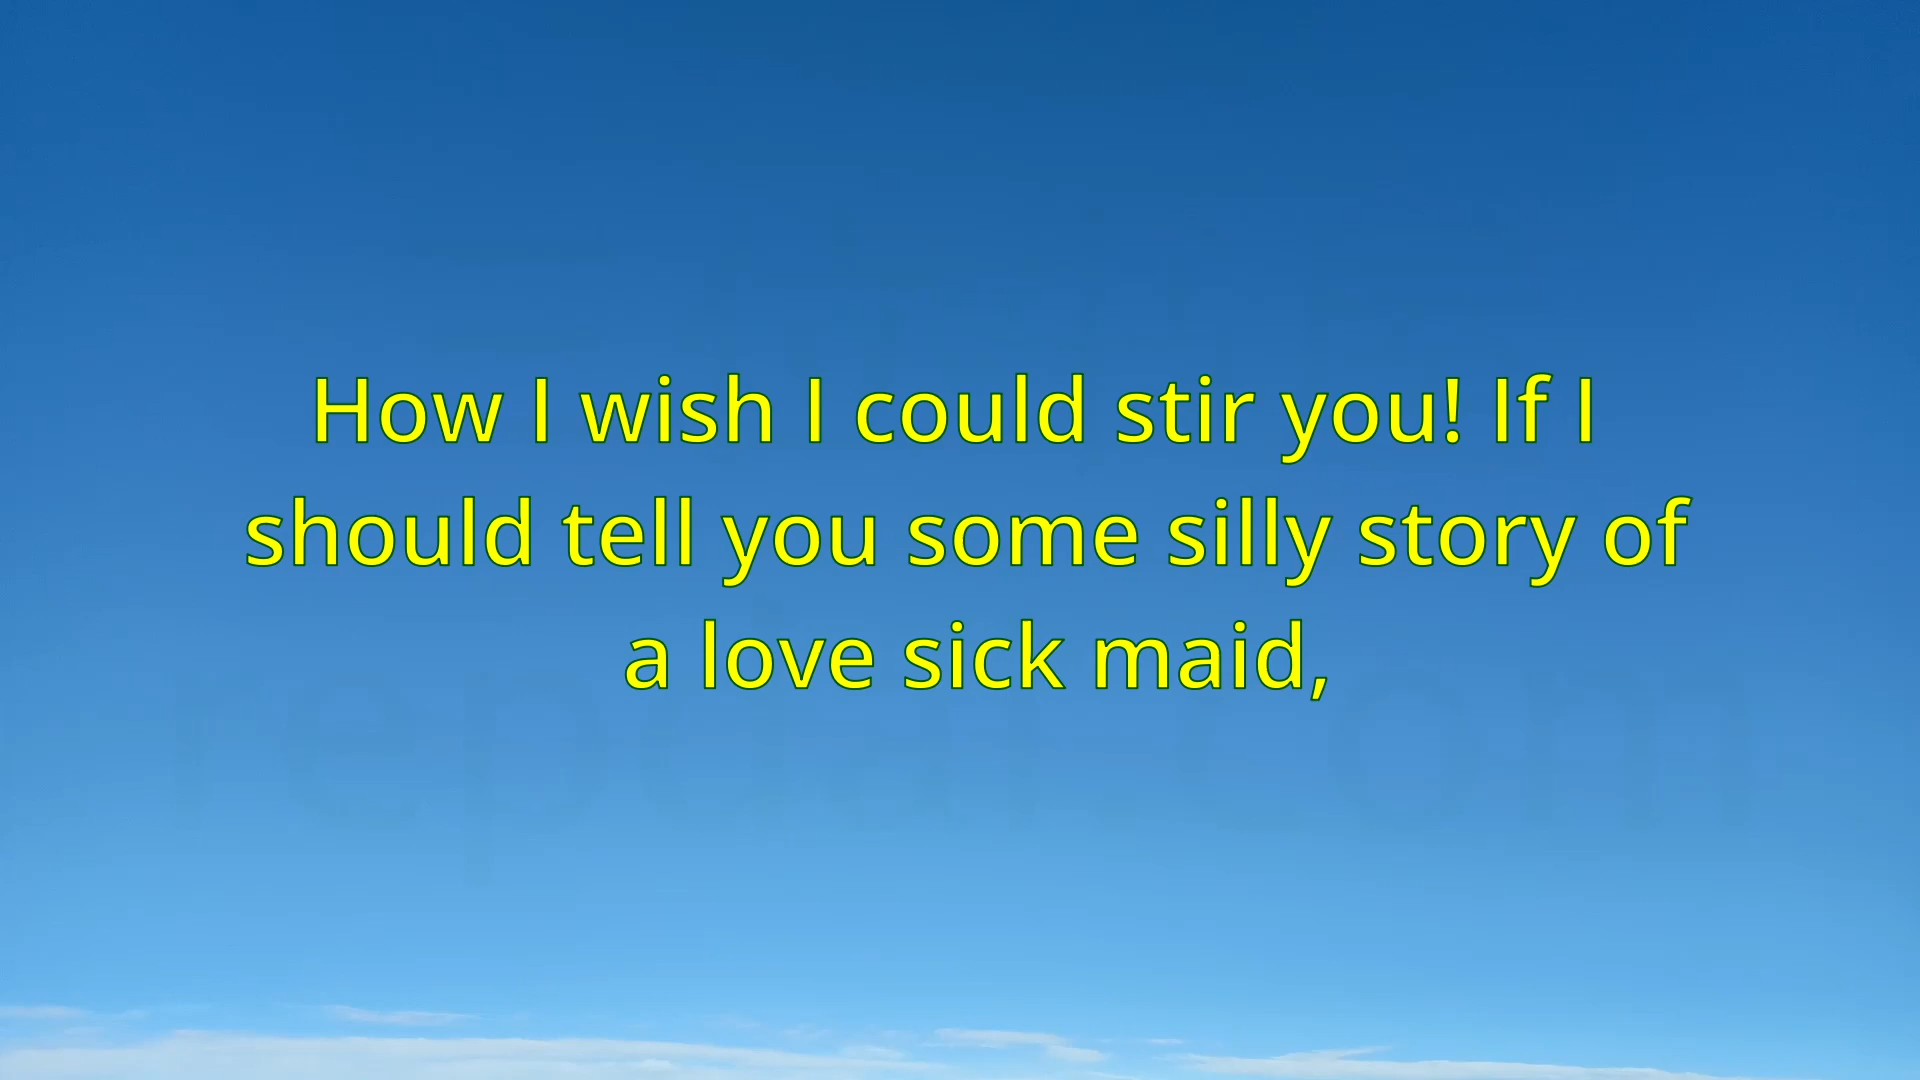 How I wish I could stir you! If I
should tell you some silly story of
a love sick maid,